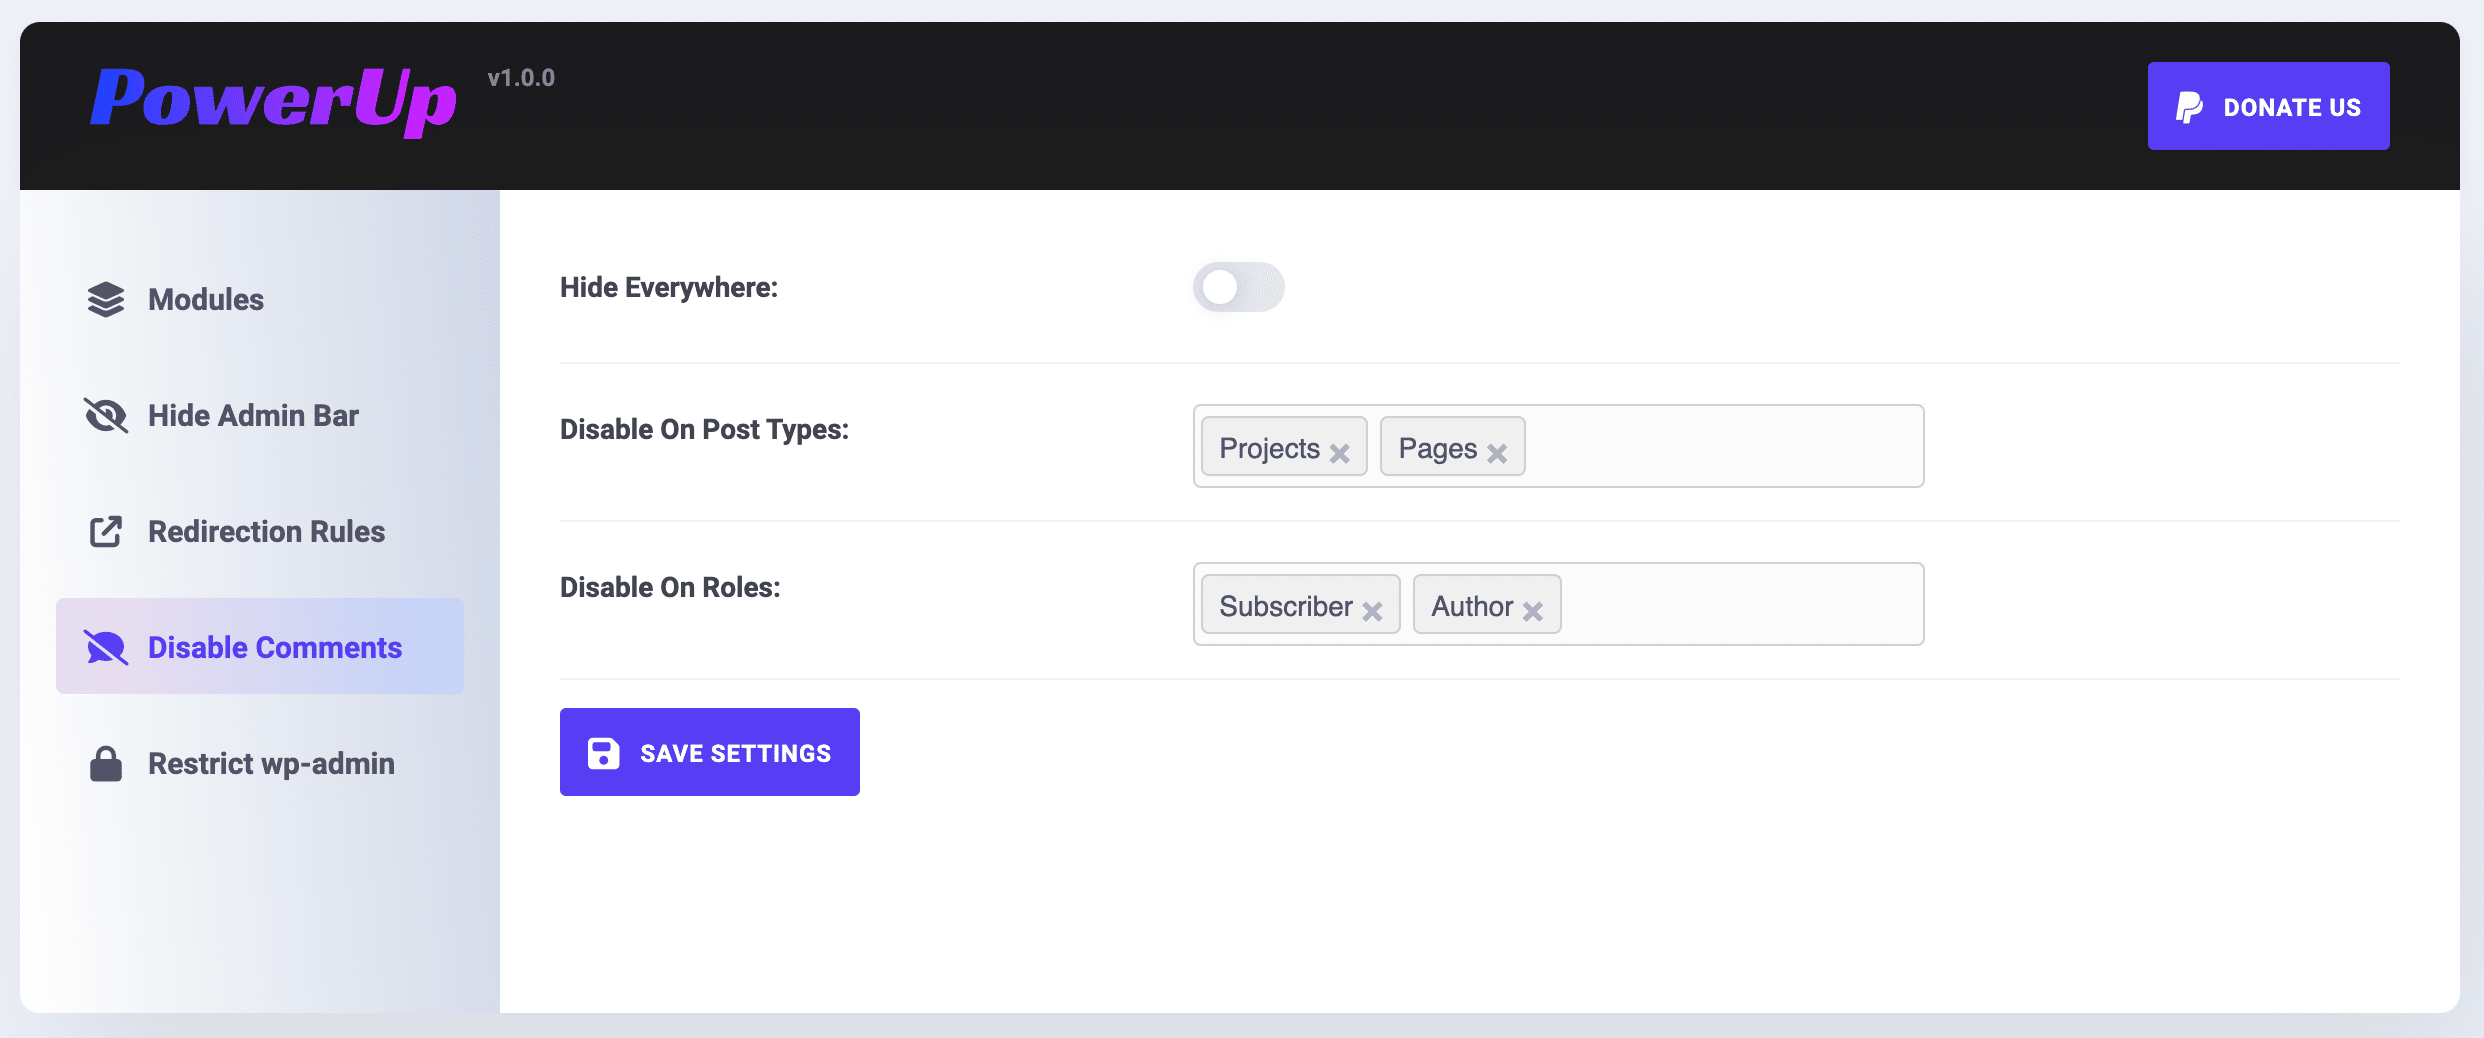 PowerUp v1.0.0
DONATE US
Modules
Hide Admin Bar
Redirection Rules
Disable Comments
Restrict wp-admin
Hide Everywhere:
Disable On Post Types:
Projects × Pages ×
Disable On Roles:
Subscriber × Author ×
SAVE SETTINGS